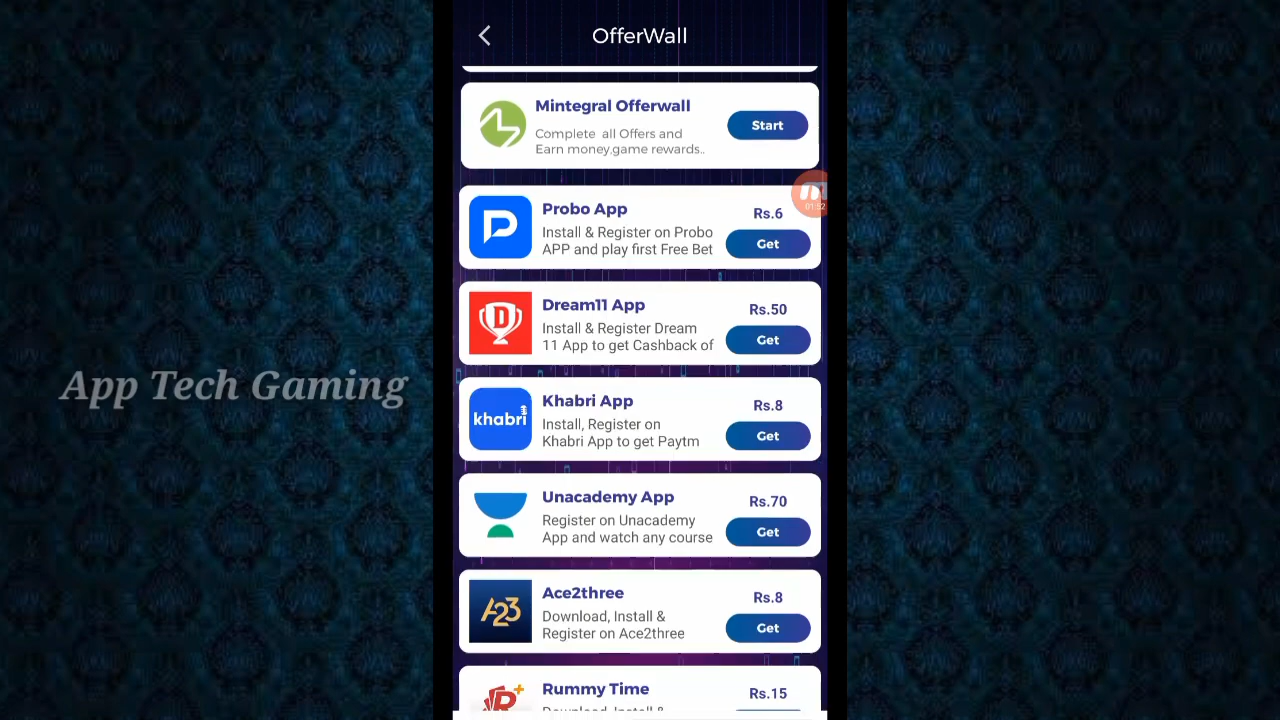 OfferWall
Mintegral Offerwall
Complete all Offers and
Earn money,game rewards..
Start
Probo App
Install & Register on Probo
APP and play first Free Bet
Rs.6
Get
01:52
Dream11 App
Install & Register Dream
11 App to get Cashback of
Rs.50
Get
khabri
Khabri App
Install, Register on
Khabri App to get Paytm
Rs.8
Get
App Tech Gaming
Unacademy App
Register on Unacademy
App and watch any course
Rs.70
Get
A23
Ace2three
Download, Install &
Register on Ace2three
Rs.8
Get
Rummy Time
Rs.15